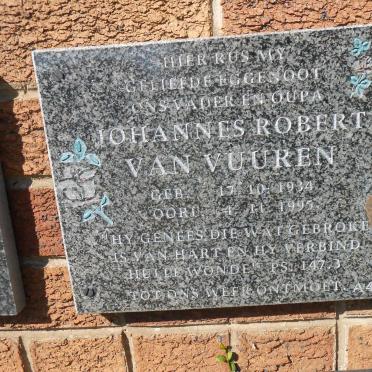 HIER RUS MY
GELIEFDE EGGENOOT
ONS VADER EN OUPA
JOHANNES ROBERT
VAN VUUREN
GEB. 17.10.1934
OORL. 4.11.1995
"HY GENEES DIE WAT GEBROKE
IS VAN HART EN HY VERBIND
HULLE WONDE" PS. 147:3
TOT ONS WEER ONTMOET A4